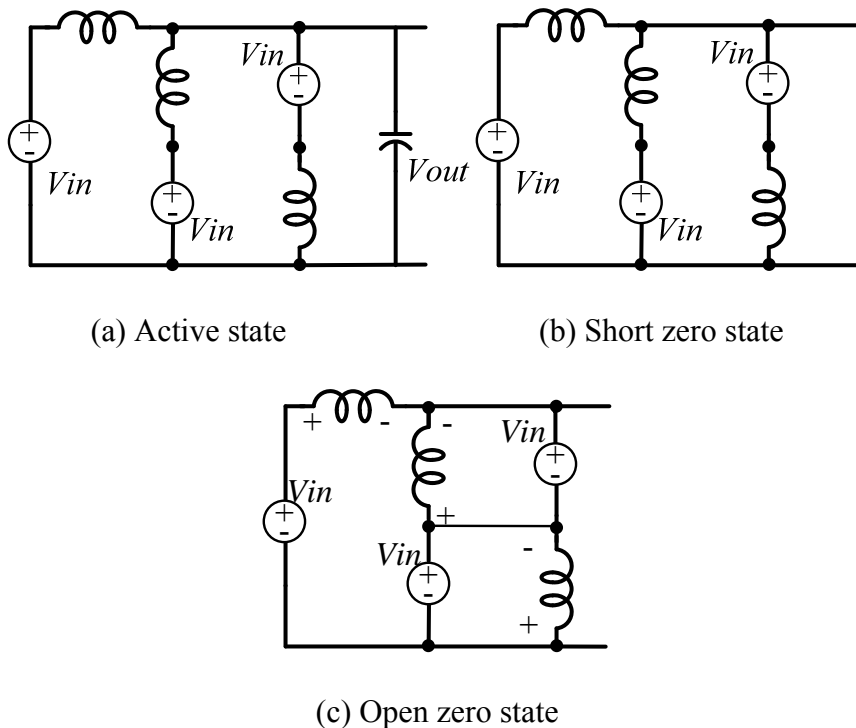 Vin
Vin
+
-
+
-
+
-
+
-
Vin
Vout
Vin
Vin
+
-
+
-
Vin
Vin
(a) Active state
(b) Short zero state
+
-
-
Vin
+
-
Vin
+
-
+
Vin
+
-
-
+
(c) Open zero state